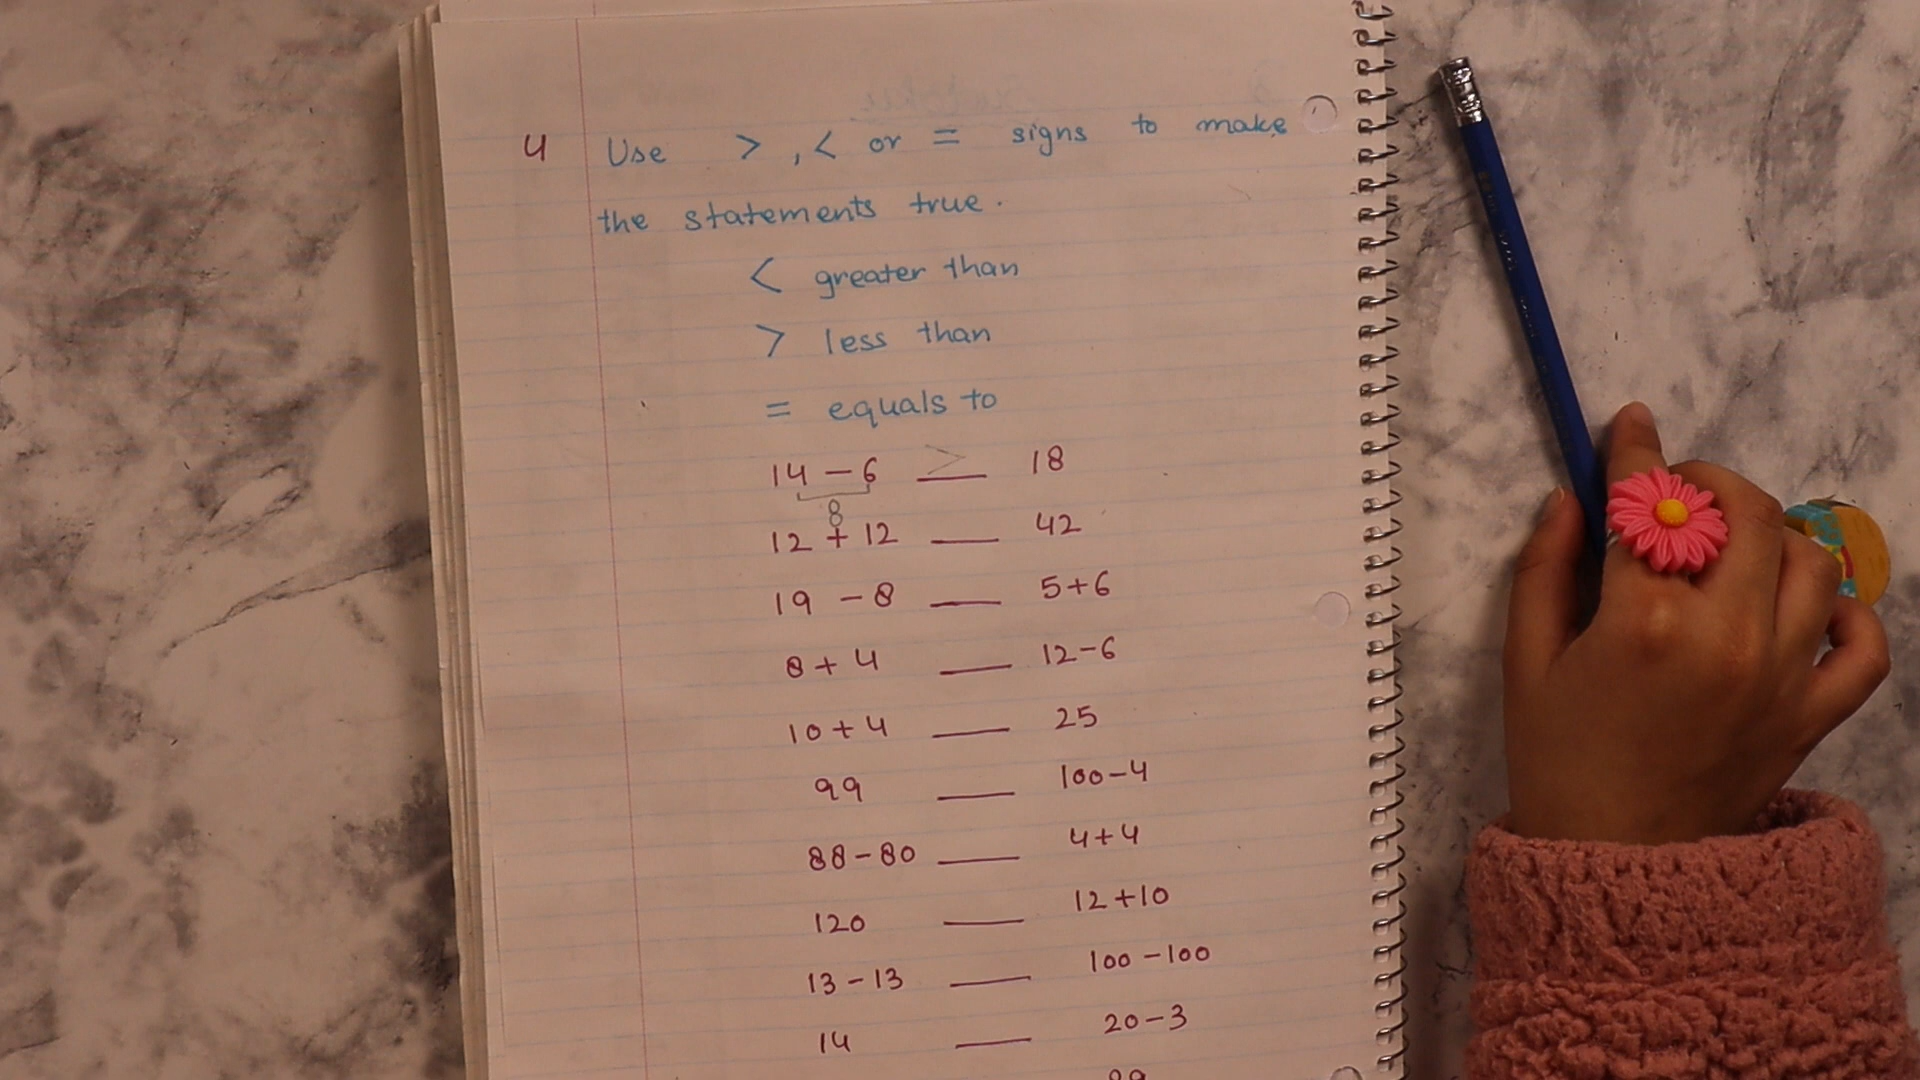 4 Use > , < or = signs to make
the statements true.
< greater than
> less than
= equals to
14 - 6 > 18
8
12 + 12 ___ 42
19 - 8 ___ 5+6
8 + 4 ___ 12-6
10 + 4 ___ 25
99 ___ 100-4
88-80 ___ 4+4
120 ___ 12+10
13-13 ___ 100-100
14 ___ 20-3